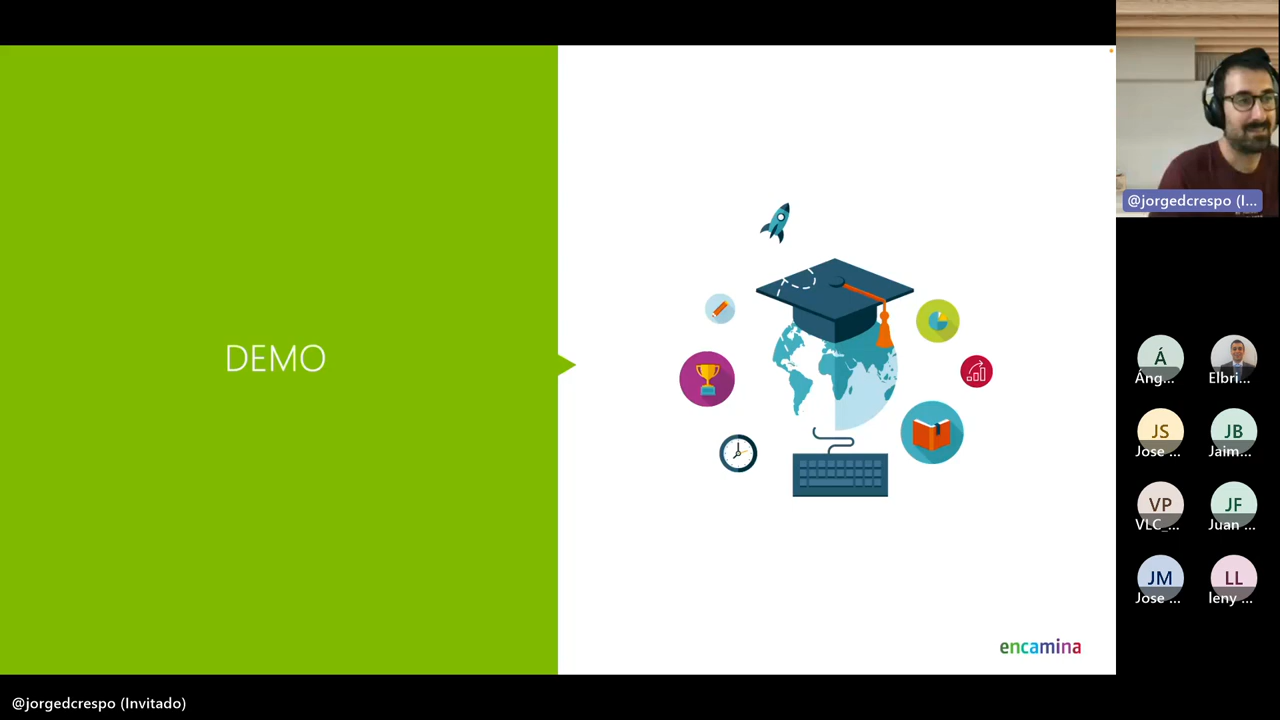 DEMO
encamina
@jorgedcrespo (I...
Á
Áng...
Elbri...
JS
Jose ...
JB
Jaim...
VP
VLC_...
JF
Juan ...
JM
Jose ...
LL
leny ...
@jorgedcrespo (Invitado)